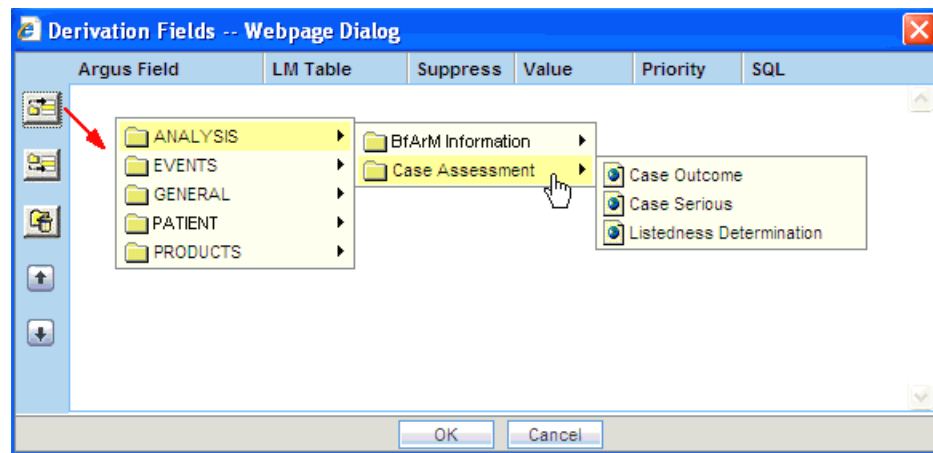 Derivation Fields -- Webpage Dialog
Argus Field LM Table Suppress Value Priority SQL
ANALYSIS
EVENTS
GENERAL
PATIENT
PRODUCTS
BfArM Information
Case Assessment
Case Outcome
Case Serious
Listedness Determination
OK Cancel